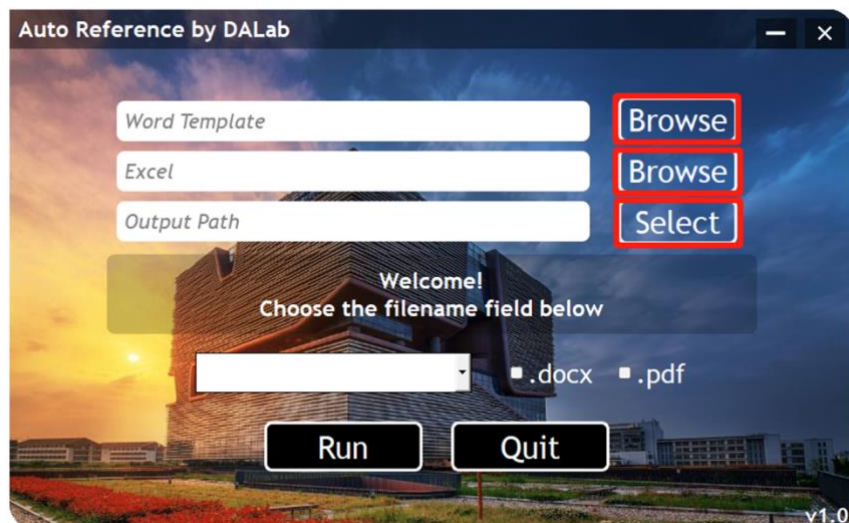 Auto Reference by DALab
Word Template
Browse
Excel
Browse
Output Path
Select
Welcome!
Choose the filename field below
.docx
.pdf
Run
Quit
v1.0